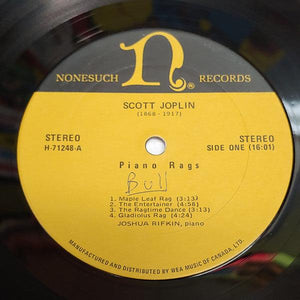 NONESUCH n RECORDS
SCOTT JOPLIN
(1868-1917)
STEREO
H-71248-A
STEREO
SIDE ONE (16:01)
Piano Rags
Bull
1. Maple Leaf Rag (3:13)
2. The Entertainer (4:58)
3. The Ragtime Dance (3:13)
4. Gladiolus Rag (4:24)
JOSHUA RIFKIN, piano
MANUFACTURED AND DISTRIBUTED BY WEA MUSIC OF CANADA, LTD.